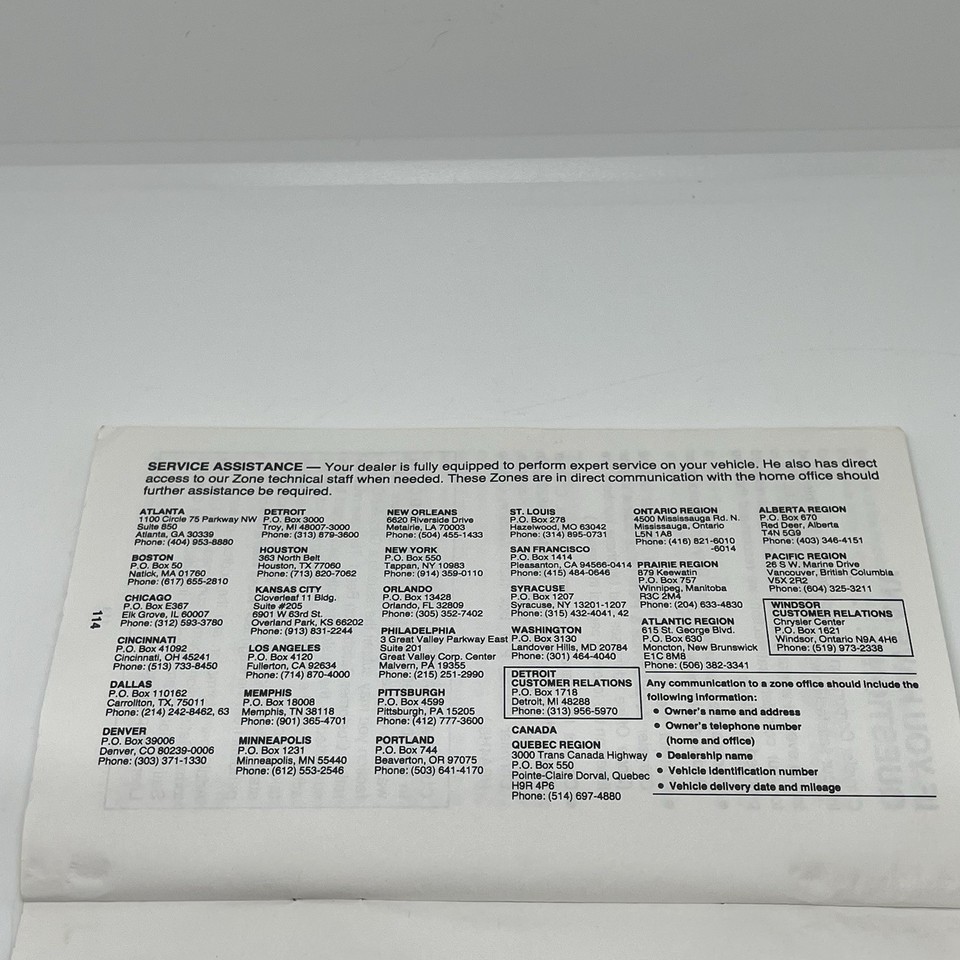 SERVICE ASSISTANCE — Your dealer is fully equipped to perform expert service on your vehicle. He also has direct
access to our Zone technical staff when needed. These Zones are in direct communication with the home office should
further assistance be required.
ATLANTA
1100 Circle 75 Parkway NW
Suite 850
Atlanta, GA 30339
Phone: (404) 953-8880
BOSTON
P.O. Box 50
Natick, MA 01760
Phone: (617) 655-2810
CHICAGO
P.O. Box E367
Elk Grove, IL 60007
Phone: (312) 593-3780
CINCINNATI
P.O. Box 41092
Cincinnati, OH 45241
Phone: (513) 733-8450
DALLAS
P.O. Box 110162
Carrollton, TX, 75011
Phone: (214) 242-8462, 63
DENVER
P.O. Box 39006
Denver, CO 80239-0006
Phone: (303) 371-1330
DETROIT
P.O. Box 3000
Troy, MI 48007-3000
Phone: (313) 879-3600
HOUSTON
363 North Belt
Houston, TX 77060
Phone: (713) 820-7062
KANSAS CITY
Cloverleaf 11 Bldg.
Suite #205
6901 W 63rd St.
Overland Park, KS 66202
Phone: (913) 831-2244
LOS ANGELES
P.O. Box 4120
Fullerton, CA 92634
Phone: (714) 870-4000
MEMPHIS
P.O. Box 18008
Memphis, TN 38118
Phone: (901) 365-4701
MINNEAPOLIS
P.O. Box 1231
Minneapolis, MN 55440
Phone: (612) 553-2546
NEW ORLEANS
6620 Riverside Drive
Metairie, LA 70003
Phone: (504) 455-1433
NEW YORK
P.O. Box 550
Tappan, NY 10983
Phone: (914) 359-0110
ORLANDO
P.O. Box 13428
Orlando, FL 32809
Phone: (305) 352-7402
PHILADELPHIA
3 Great Valley Parkway East
Suite 201
Great Valley Corp. Center
Malvern, PA 19355
Phone: (215) 251-2990
PITTSBURGH
P.O. Box 4599
Pittsburgh, PA 15205
Phone: (412) 777-3600
PORTLAND
P.O. Box 744
Beaverton, OR 97075
Phone: (503) 641-4170
ST. LOUIS
P.O. Box 278
Hazelwood, MO 63042
Phone: (314) 895-0731
SAN FRANCISCO
P.O. Box 1414
Pleasanton, CA 94566-0414
Phone: (415) 484-0646
SYRACUSE
P.O. Box 1207
Syracuse, NY 13201-1207
Phone: (315) 432-4041, 42
WASHINGTON
P.O. Box 3130
Landover Hills, MD 20784
Phone: (301) 464-4040
DETROIT
CUSTOMER RELATIONS
P.O. Box 1718
Detroit, MI 48288
Phone: (313) 956-5970
CANADA
QUEBEC REGION
3000 Trans Canada Highway
P.O. Box 550
Pointe-Claire Dorval, Quebec
H9R 4P6
Phone: (514) 697-4880
ONTARIO REGION
4500 Mississauga Rd. N.
Mississauga, Ontario
L5N 1A8
Phone: (416) 821-6010
-6014
PRAIRIE REGION
879 Keewatin
P.O. Box 757
Winnipeg, Manitoba
R3C 2M4
Phone: (204) 633-4830
ATLANTIC REGION
615 St. George Blvd.
P.O. Box 630
Moncton, New Brunswick
E1C 8M8
Phone: (506) 382-3341
ALBERTA REGION
P.O. Box 670
Red Deer, Alberta
T4N 5G9
Phone: (403) 346-4151
PACIFIC REGION
26 S W. Marine Drive
Vancouver, British Columbia
V5X 2R2
Phone: (604) 325-3211
WINDSOR
CUSTOMER RELATIONS
Chrysler Center
P.O. Box 1621
Windsor, Ontario N9A 4H6
Phone: (519) 973-2338
Any communication to a zone office should include the
following information:
• Owner's name and address
• Owner's telephone number
(home and office)
• Dealership name
• Vehicle identification number
• Vehicle delivery date and mileage
114